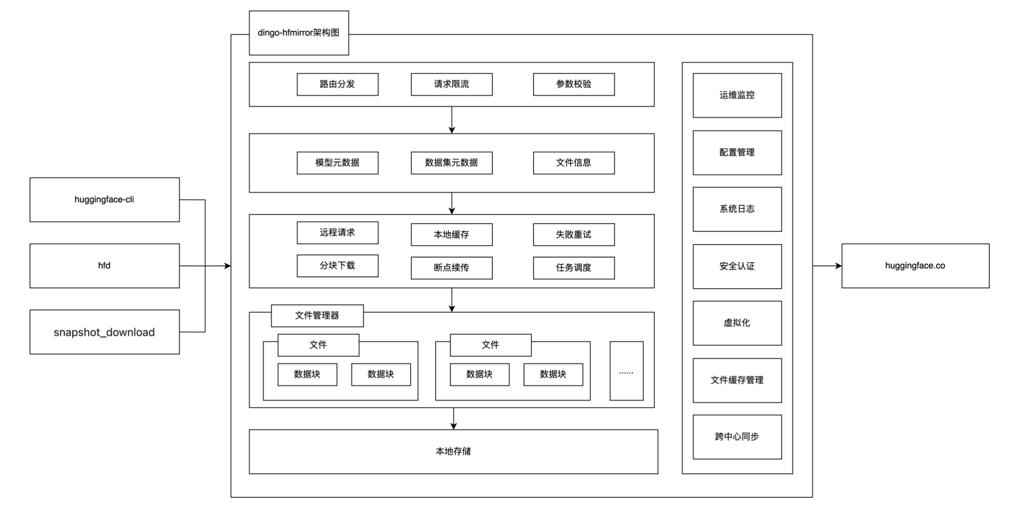 dingo-hfmirror架构图
huggingface-cli
hfd
snapshot_download
路由分发
请求限流
参数校验
模型元数据
数据集元数据
文件信息
远程请求
本地缓存
失败重试
分块下载
断点续传
任务调度
文件管理器
文件
数据块
数据块
文件
数据块
数据块
......
本地存储
运维监控
配置管理
系统日志
安全认证
虚拟化
文件缓存管理
跨中心同步
huggingface.co